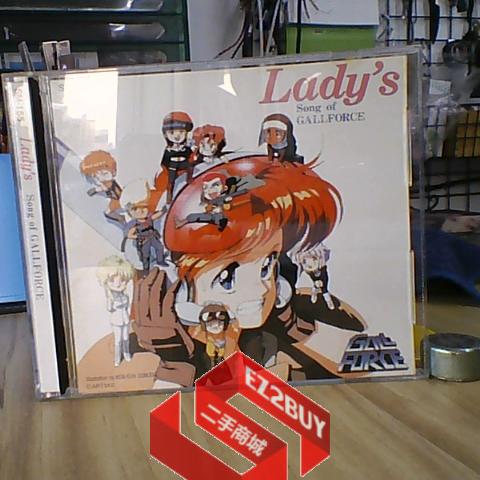 Lady's
Song of
GALLFORCE
Lady's Song of GALLFORCE
GALL
FORCE
EZ2BUY
二手商城